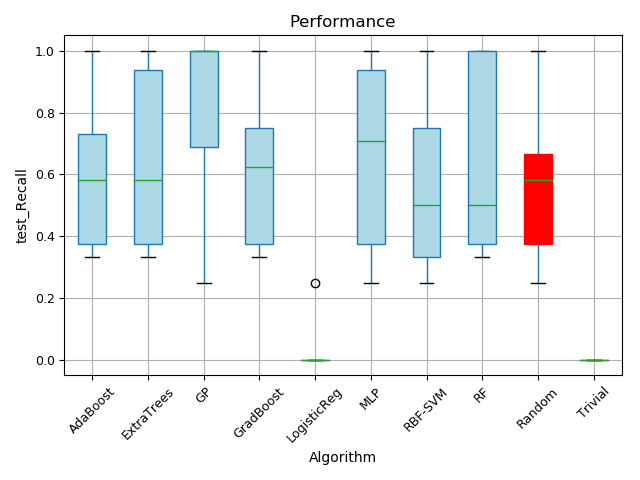 Performance
test_Recall
1.0
0.8
0.6
0.4
0.2
0.0
AdaBoost
ExtraTrees
GP
GradBoost
LogisticReg
MLP
RBF-SVM
RF
Random
Trivial
Algorithm